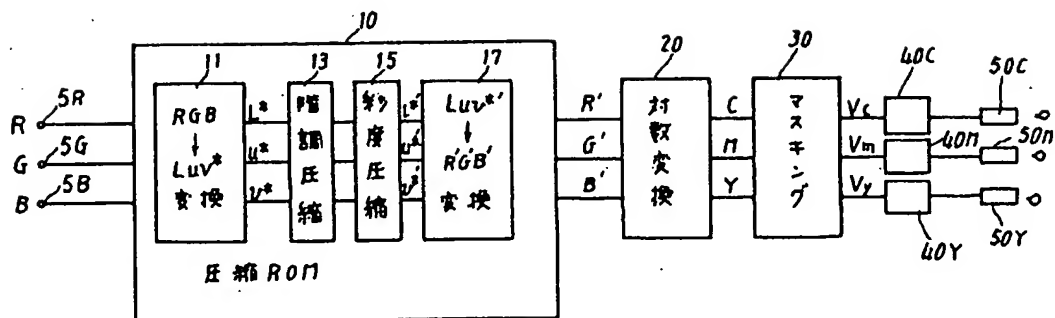 10
5R
R
5G
G
5B
B
11
RGB
↓
Luv*
変換
L*
u*
v*
13
階調圧縮
15
彩度圧縮
L*'
u*'
v*'
17
Luv*'
↓
R'G'B'
変換
圧縮ROM
R'
G'
B'
20
対数変換
C
M
Y
30
マスキング
Vc
Vm
Vy
40C
40M
40Y
50C
50M
50Y